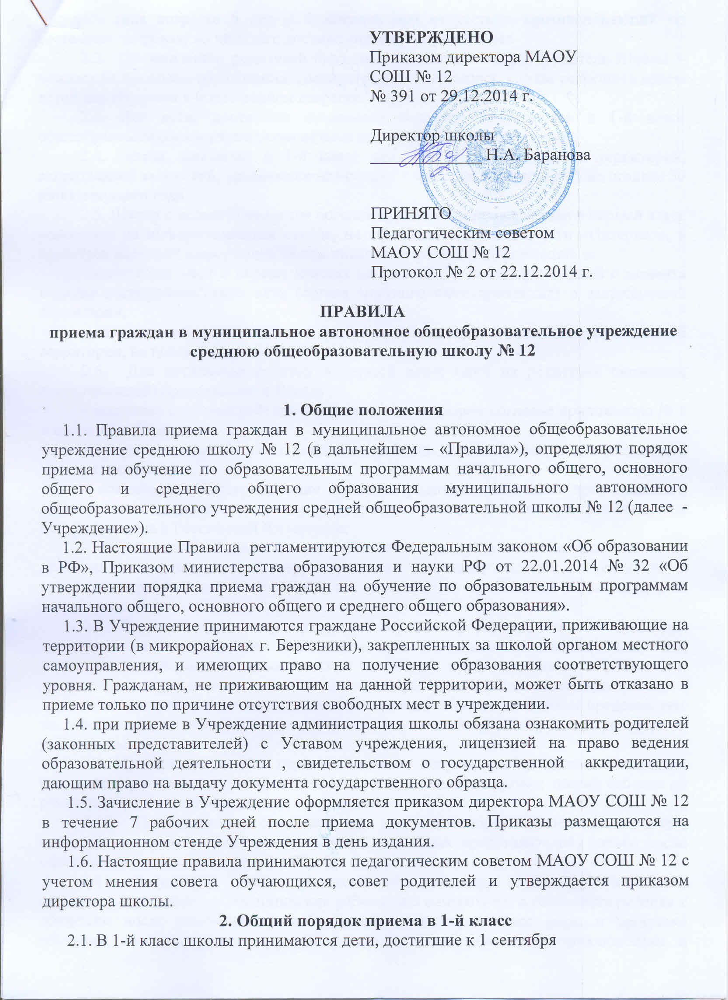 УТВЕРЖДЕНО
Приказом директора МАОУ
СОШ № 12
№ 391 от 29.12.2014 г.
Директор школы
Н.А. Баранова
ПРИНЯТО
Педагогическим советом
МАОУ СОШ № 12
Протокол № 2 от 22.12.2014 г.
ПРАВИЛА
приема граждан в муниципальное автономное общеобразовательное учреждение
среднюю общеобразовательную школу № 12
1. Общие положения
1.1. Правила приема граждан в муниципальное автономное общеобразовательное
учреждение среднюю школу № 12 (в дальнейшем – «Правила»), определяют порядок
приема на обучение по образовательным программам начального общего, основного
общего и среднего общего образования муниципального автономного
общеобразовательного учреждения средней общеобразовательной школы № 12 (далее -
Учреждение»).
1.2. Настоящие Правила регламентируются Федеральным законом «Об образовании
в РФ», Приказом министерства образования и науки РФ от 22.01.2014 № 32 «Об
утверждении порядка приема граждан на обучение по образовательным программам
начального общего, основного общего и среднего общего образования».
1.3. В Учреждение принимаются граждане Российской Федерации, приживающие на
территории (в микрорайонах г. Березники), закрепленных за школой органом местного
самоуправления, и имеющих право на получение образования соответствующего
уровня. Гражданам, не приживающим на данной территории, может быть отказано в
приеме только по причине отсутствия свободных мест в учреждении.
1.4. при приеме в Учреждение администрация школы обязана ознакомить родителей
(законных представителей) с Уставом учреждения, лицензией на право ведения
образовательной деятельности , свидетельством о государственной аккредитации,
дающим право на выдачу документа государственного образца.
1.5. Зачисление в Учреждение оформляется приказом директора МАОУ СОШ № 12
в течение 7 рабочих дней после приема документов. Приказы размещаются на
информационном стенде Учреждения в день издания.
1.6. Настоящие правила принимаются педагогическим советом МАОУ СОШ № 12 с
учетом мнения совета обучающихся, совет родителей и утверждается приказом
директора школы.
2. Общий порядок приема в 1-й класс
2.1. В 1-й класс школы принимаются дети, достигшие к 1 сентября